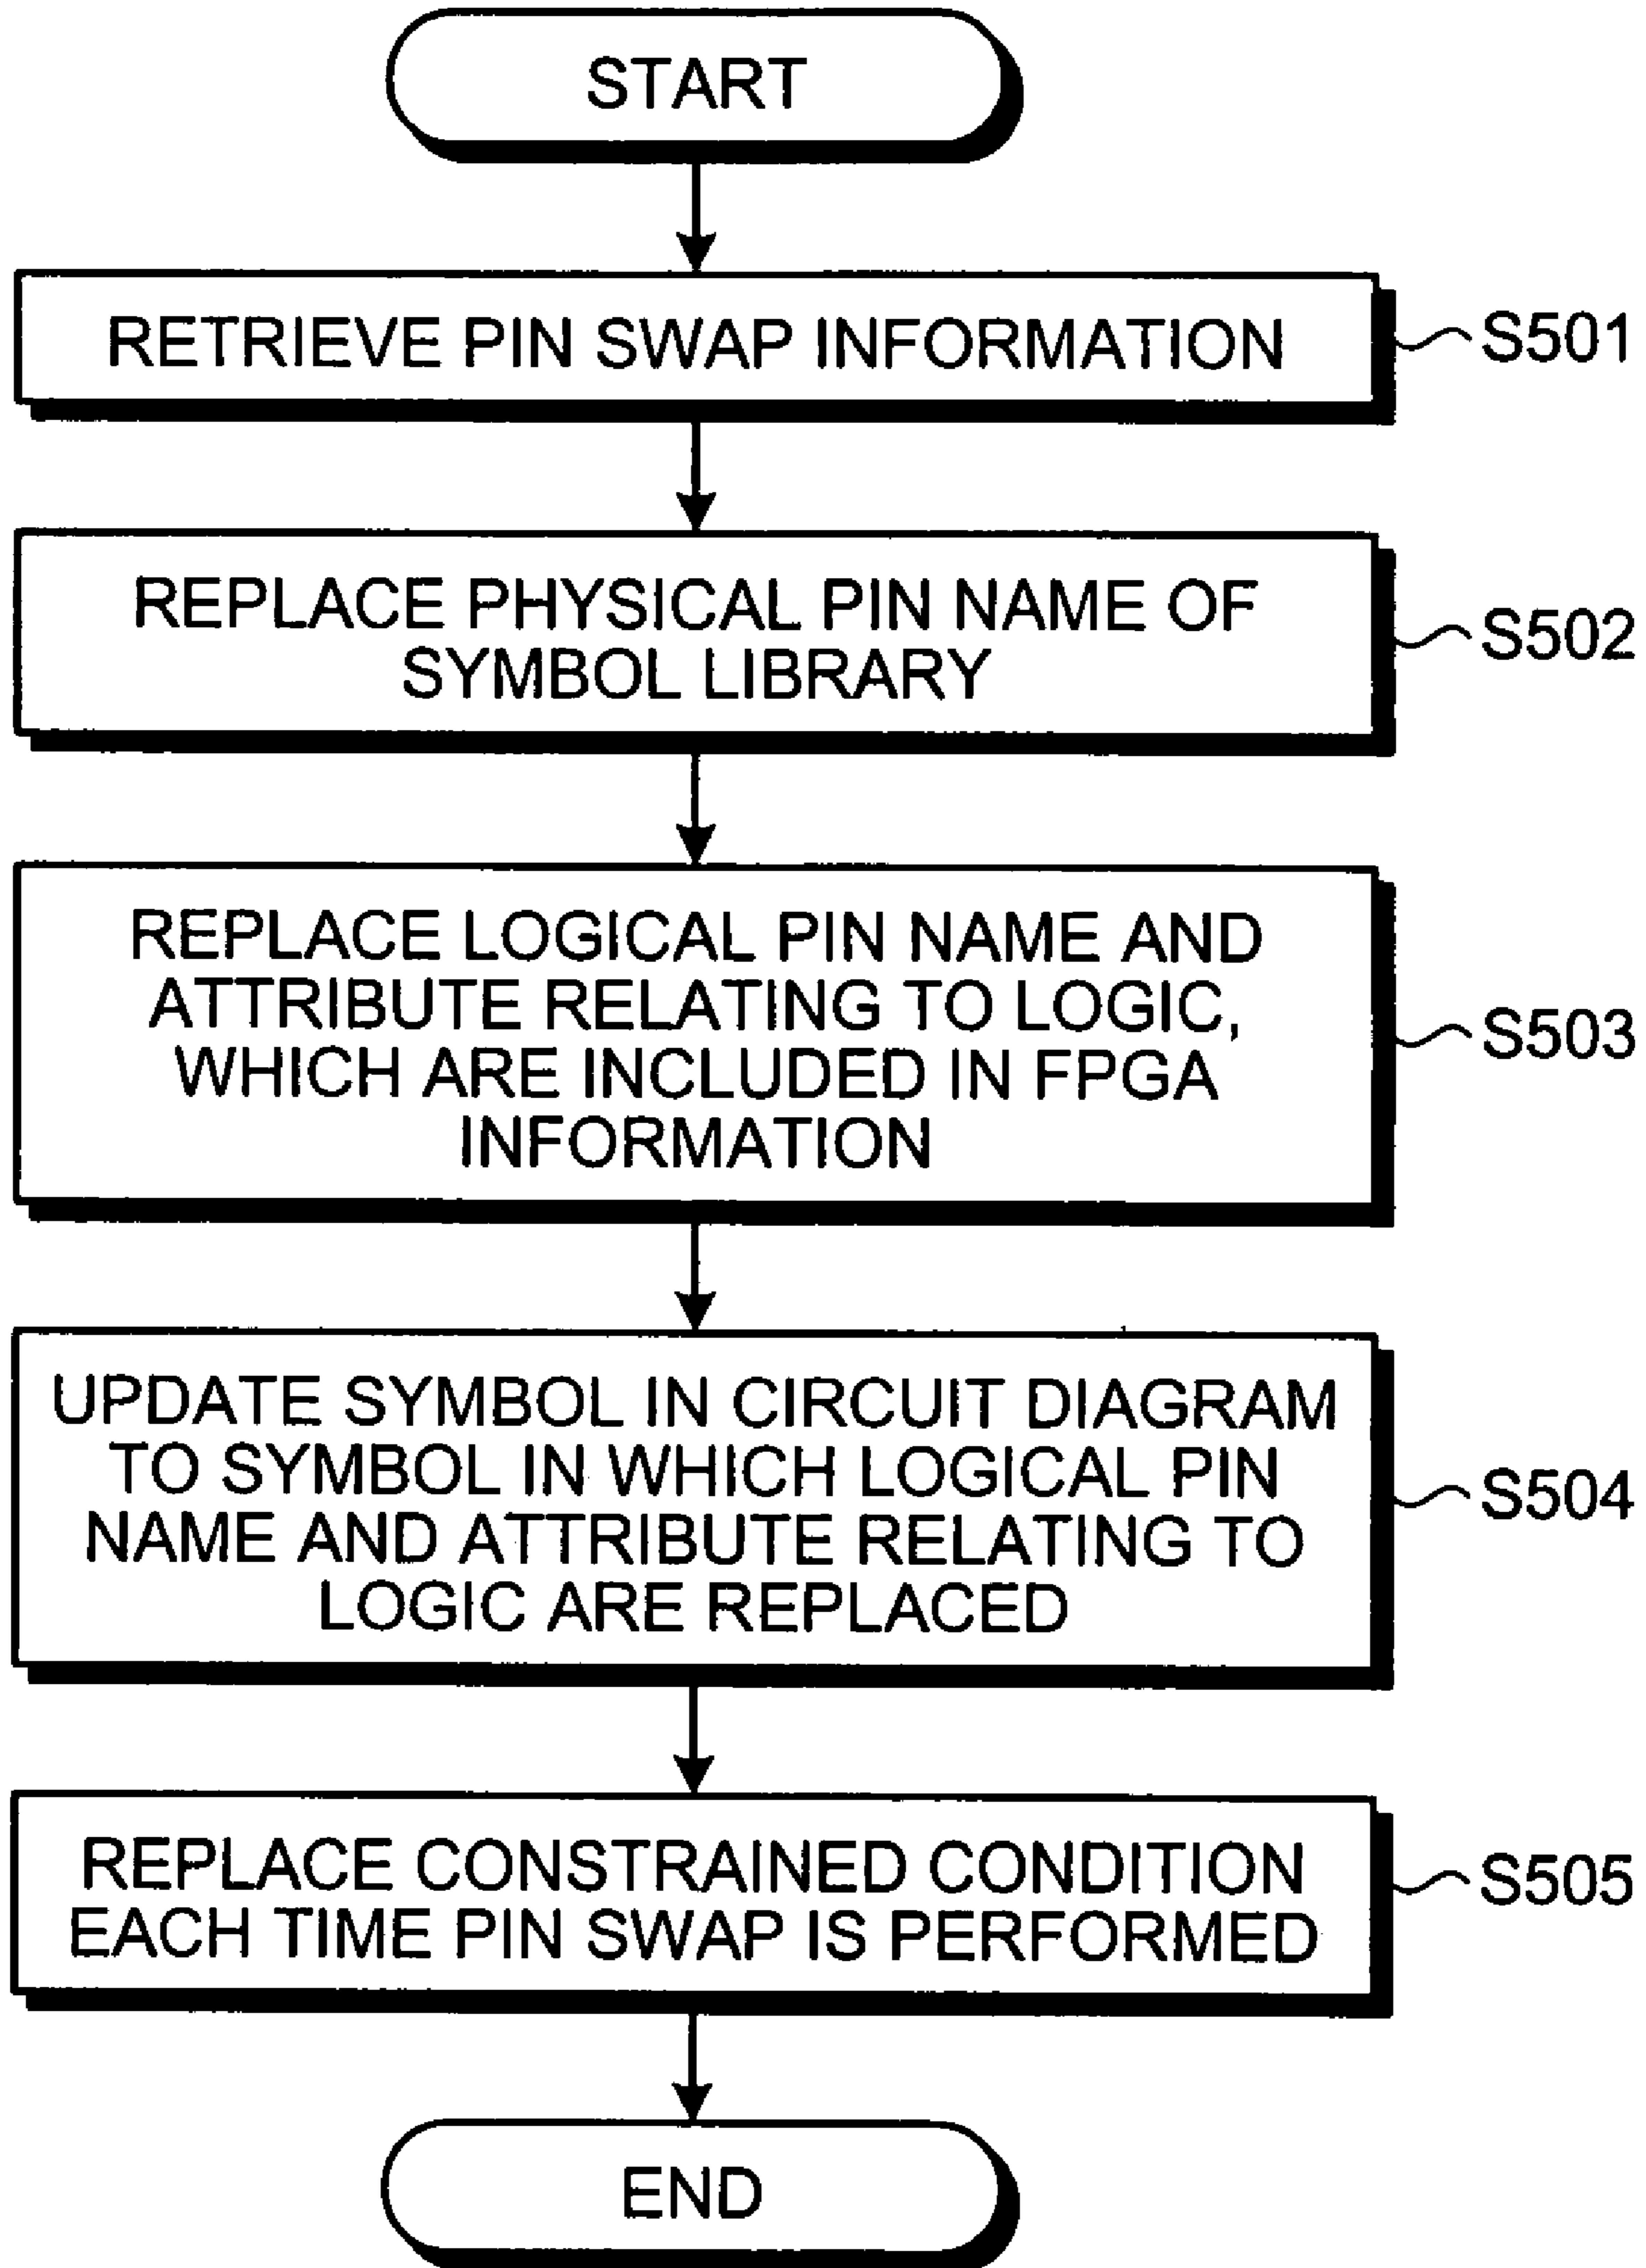 START
RETRIEVE PIN SWAP INFORMATION
S501
REPLACE PHYSICAL PIN NAME OF
SYMBOL LIBRARY
S502
REPLACE LOGICAL PIN NAME AND
ATTRIBUTE RELATING TO LOGIC,
WHICH ARE INCLUDED IN FPGA
INFORMATION
S503
UPDATE SYMBOL IN CIRCUIT DIAGRAM
TO SYMBOL IN WHICH LOGICAL PIN
NAME AND ATTRIBUTE RELATING TO
LOGIC ARE REPLACED
S504
REPLACE CONSTRAINED CONDITION
EACH TIME PIN SWAP IS PERFORMED
S505
END